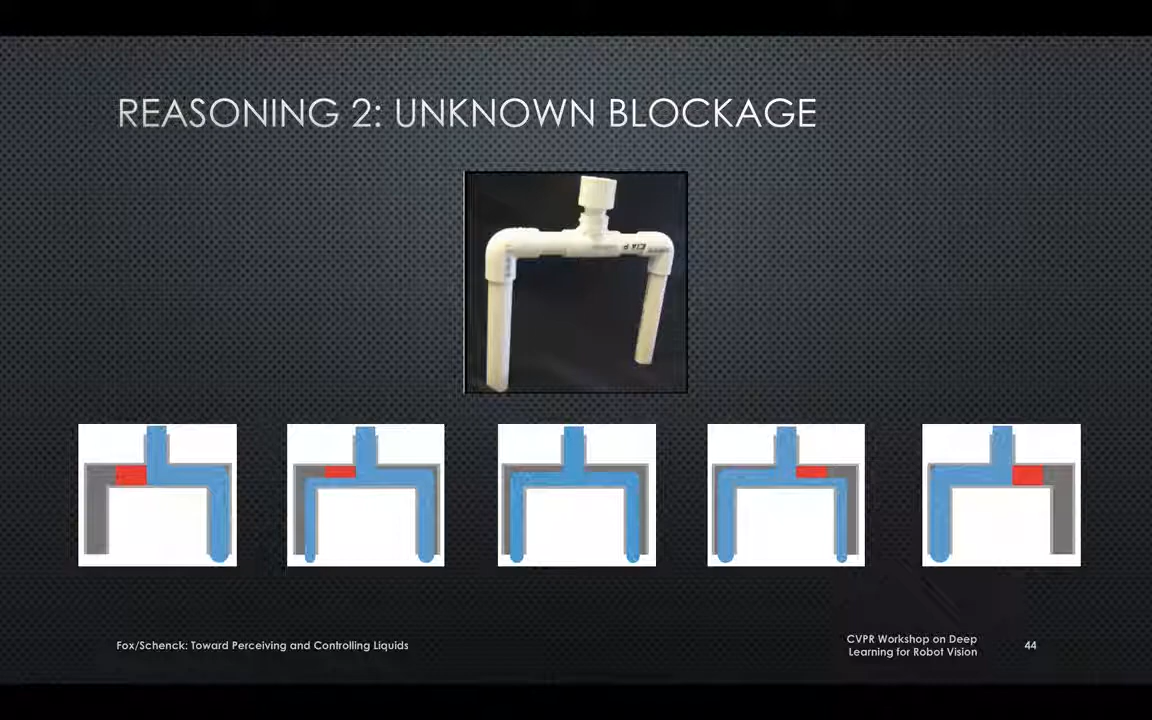 REASONING 2: UNKNOWN BLOCKAGE
Fox/Schenck: Toward Perceiving and Controlling Liquids
CVPR Workshop on Deep
Learning for Robot Vision
44